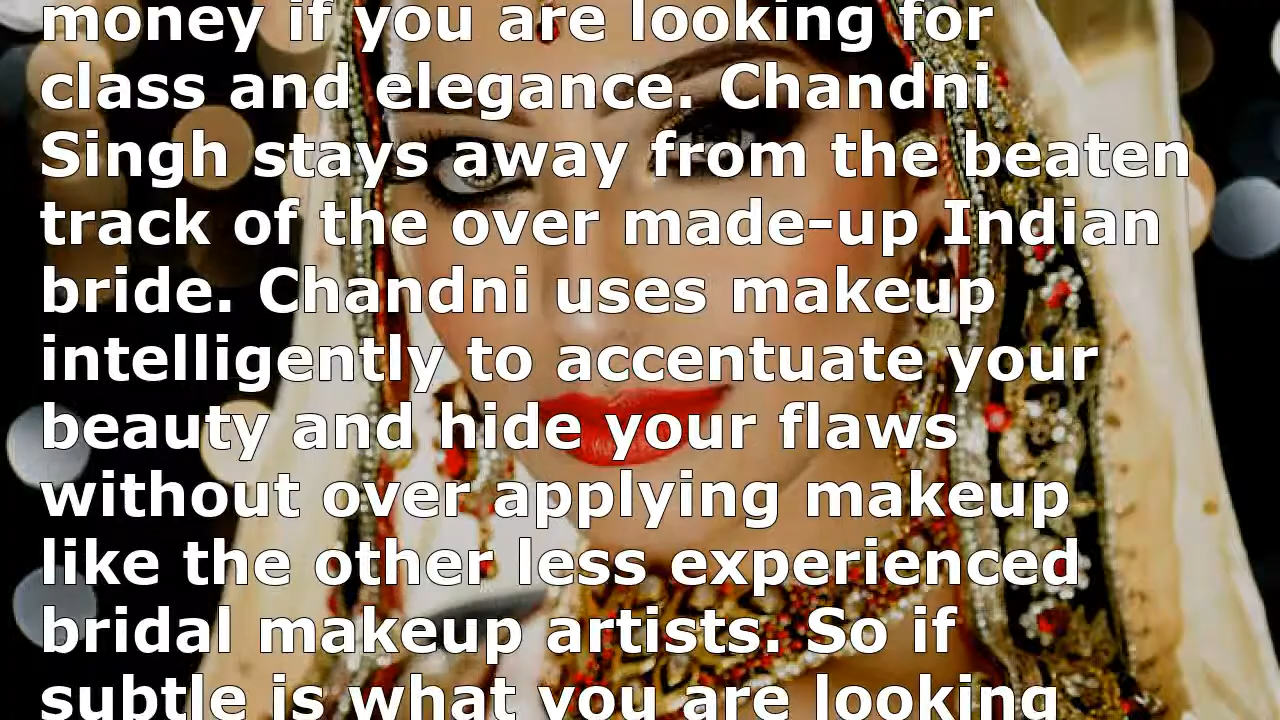 money if you are looking for
class and elegance. Chandni
Singh stays away from the beaten
track of the over made-up Indian
bride. Chandni uses makeup
intelligently to accentuate your
beauty and hide your flaws
without over applying makeup
like the other less experienced
bridal makeup artists. So if
subtle is what you are looking